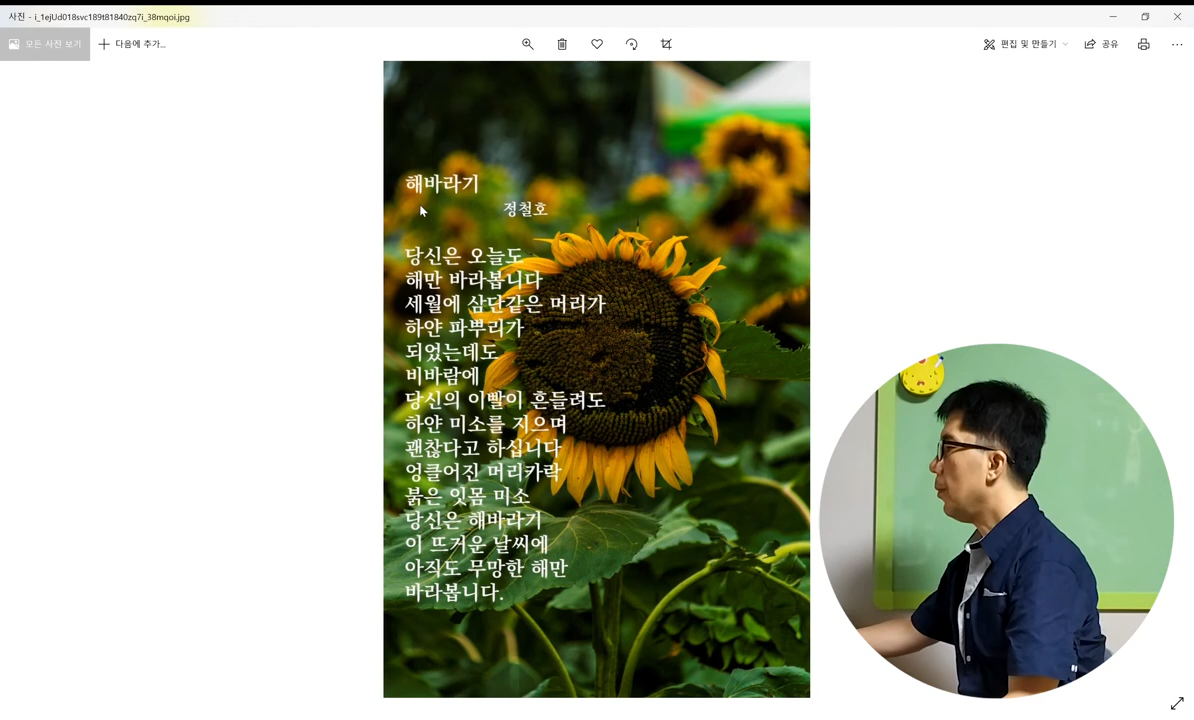 사진 - i_1ejUd018svc189t81840zq7i_38mqoi.jpg
모든 사진 보기
다음에 추가...
편집 및 만들기
공유
해바라기
정철호
당신은 오늘도
해만 바라봅니다
세월에 삼단같은 머리가
하얀 파뿌리가
되었는데도
비바람에
당신의 이빨이 흔들려도
하얀 미소를 지으며
괜찮다고 하십니다
엉클어진 머리카락
붉은 잇몸 미소
당신은 해바라기
이 뜨거운 날씨에
아직도 무망한 해만
바라봅니다.